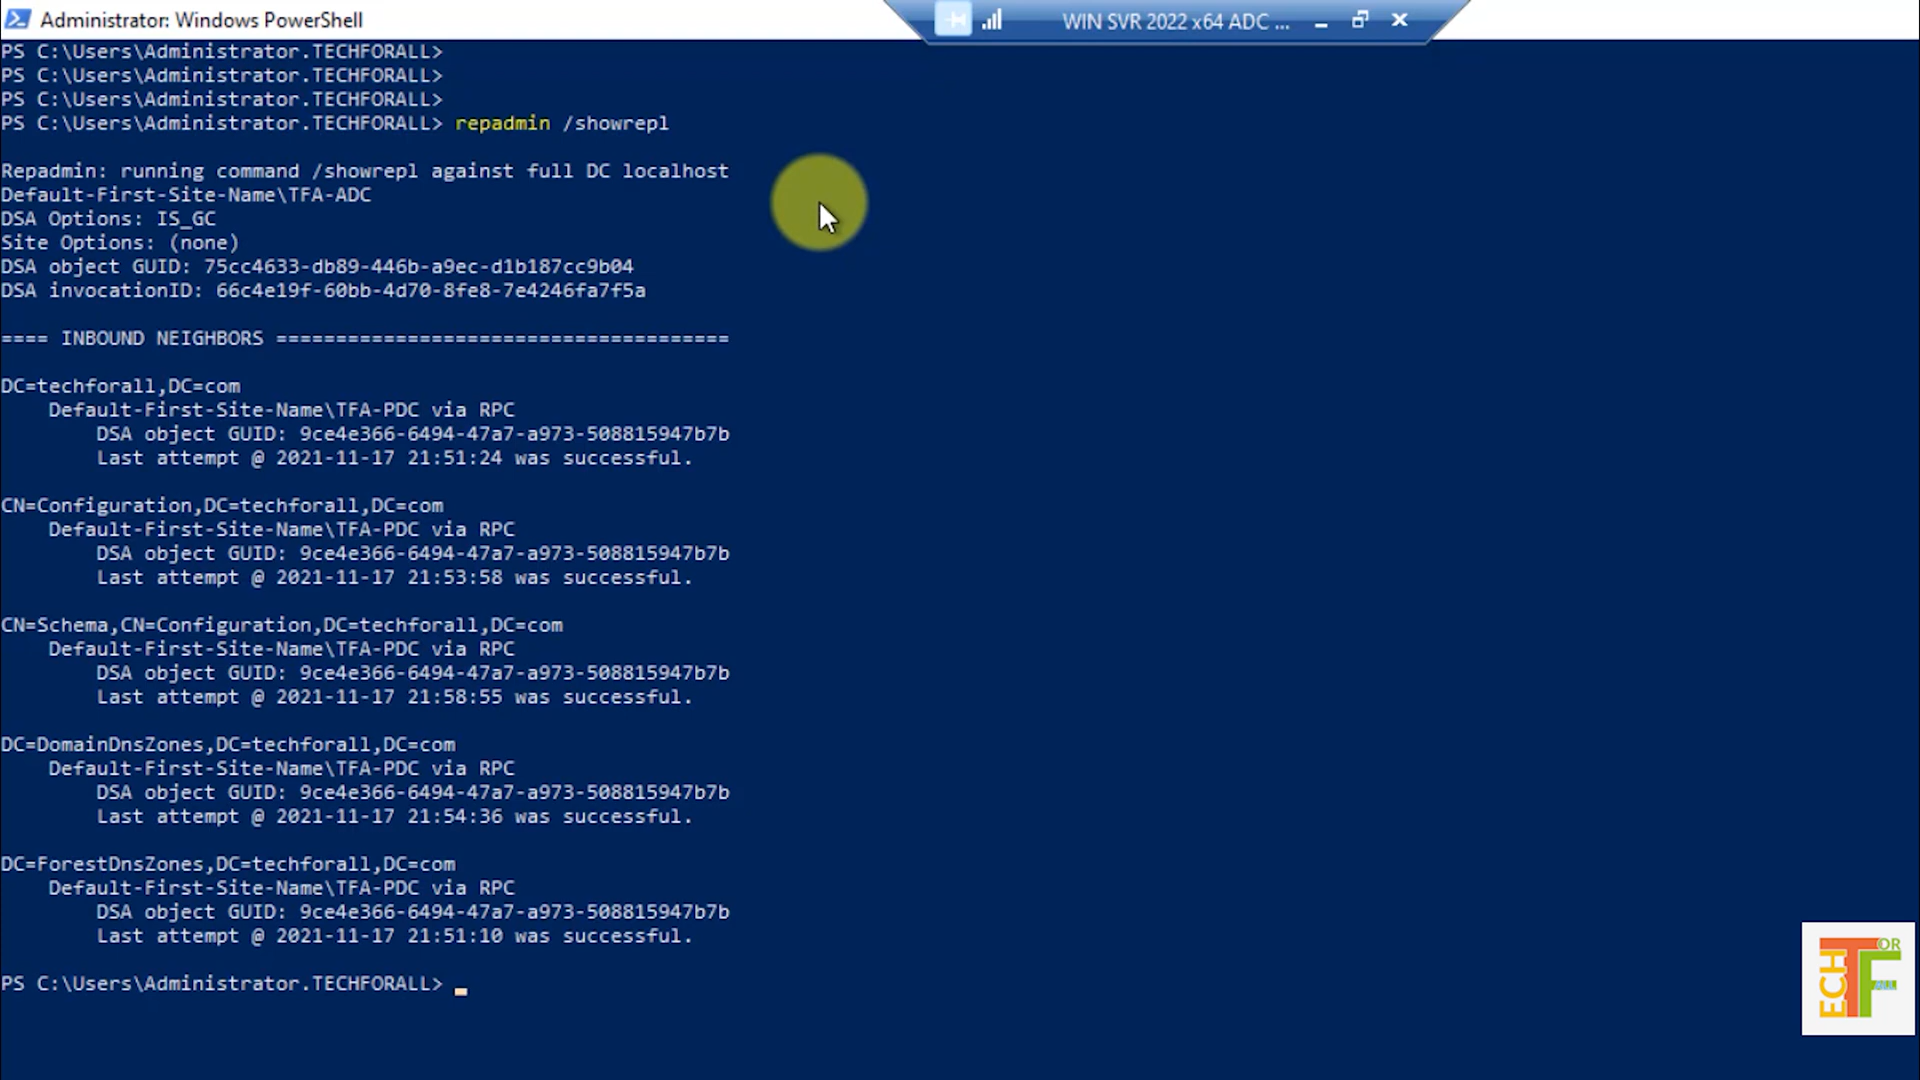 Administrator: Windows PowerShell
WIN SVR 2022 x64 ADC ...
PS C:\Users\Administrator.TECHFORALL>
PS C:\Users\Administrator.TECHFORALL>
PS C:\Users\Administrator.TECHFORALL>
PS C:\Users\Administrator.TECHFORALL> repadmin /showrepl
Repadmin: running command /showrepl against full DC localhost
Default-First-Site-Name\TFA-ADC
DSA Options: IS_GC
Site Options: (none)
DSA object GUID: 75cc4633-db89-446b-a9ec-d1b187cc9b04
DSA invocationID: 66c4e19f-60bb-4d70-8fe8-7e4246fa7f5a
==== INBOUND NEIGHBORS ======================================
DC=techforall,DC=com
Default-First-Site-Name\TFA-PDC via RPC
DSA object GUID: 9ce4e366-6494-47a7-a973-508815947b7b
Last attempt @ 2021-11-17 21:51:24 was successful.
CN=Configuration,DC=techforall,DC=com
Default-First-Site-Name\TFA-PDC via RPC
DSA object GUID: 9ce4e366-6494-47a7-a973-508815947b7b
Last attempt @ 2021-11-17 21:53:58 was successful.
CN=Schema,CN=Configuration,DC=techforall,DC=com
Default-First-Site-Name\TFA-PDC via RPC
DSA object GUID: 9ce4e366-6494-47a7-a973-508815947b7b
Last attempt @ 2021-11-17 21:58:55 was successful.
DC=DomainDnsZones,DC=techforall,DC=com
Default-First-Site-Name\TFA-PDC via RPC
DSA object GUID: 9ce4e366-6494-47a7-a973-508815947b7b
Last attempt @ 2021-11-17 21:54:36 was successful.
DC=ForestDnsZones,DC=techforall,DC=com
Default-First-Site-Name\TFA-PDC via RPC
DSA object GUID: 9ce4e366-6494-47a7-a973-508815947b7b
Last attempt @ 2021-11-17 21:51:10 was successful.
PS C:\Users\Administrator.TECHFORALL>
TECH
FOR